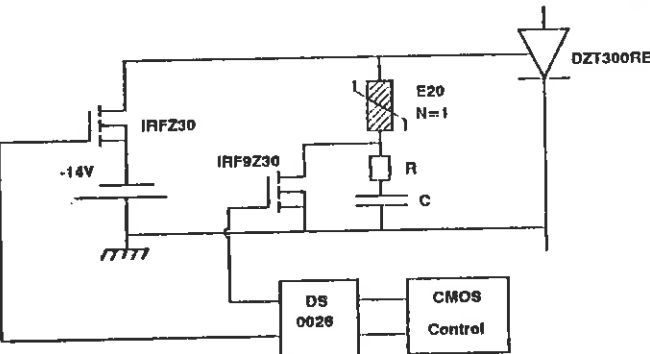 DZT300RE
E20
N=1
IRFZ30
-14V
IRF9Z30
R
C
DS
0026
CMOS
Control